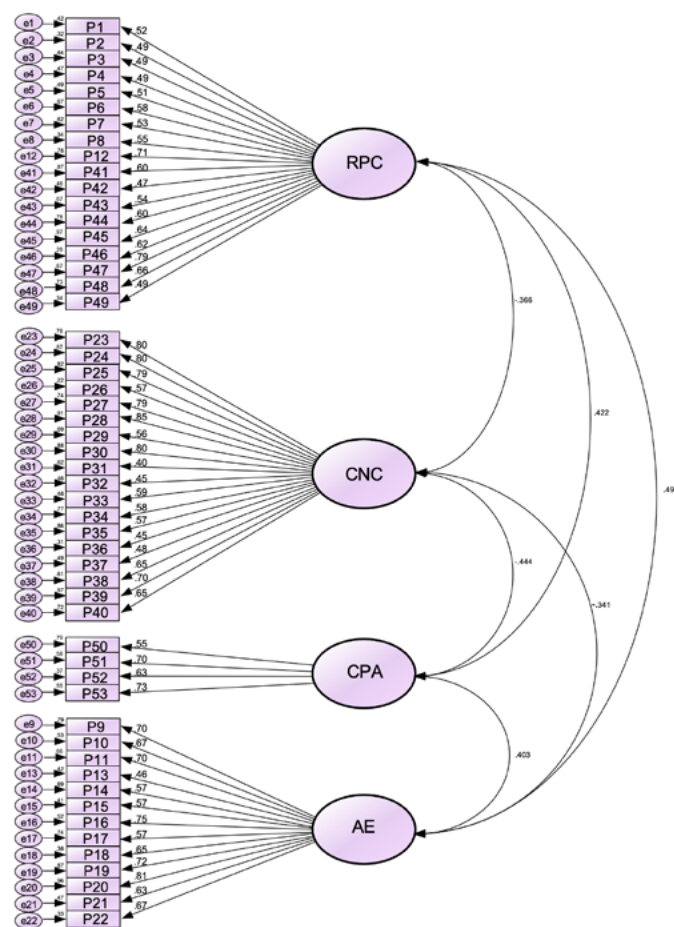 e1 P1 .52
e2 P2 .49
e3 P3 .49
e4 P4 .49
e5 P5 .51
e6 P6 .58
e7 P7 .53
e8 P8 .55
e12 P12 .71
e41 P41 .60
e42 P42 .47
e43 P43 .54
e44 P44 .60
e45 P45 .64
e46 P46 .62
e47 P47 .79
e48 P48 .66
e49 P49 .49
RPC
-.366
.422
.49
e23 P23 .80
e24 P24 .80
e25 P25 .79
e26 P26 .57
e27 P27 .79
e28 P28 .85
e29 P29 .56
e30 P30 .80
e31 P31 .40
e32 P32 .45
e33 P33 .59
e34 P34 .58
e35 P35 .57
e36 P36 .45
e37 P37 .48
e38 P38 .65
e39 P39 .70
e40 P40 .65
CNC
-.444
-.341
e50 P50 .55
e51 P51 .70
e52 P52 .63
e53 P53 .73
CPA
.403
e9 P9 .70
e10 P10 .67
e11 P11 .70
e13 P13 .46
e14 P14 .57
e15 P15 .57
e16 P16 .75
e17 P17 .57
e18 P18 .65
e19 P19 .72
e20 P20 .81
e21 P21 .63
e22 P22 .67
AE